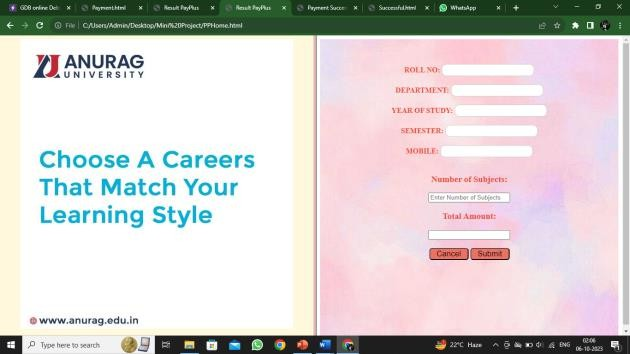 GDB online Deb
Payment.html
Result PayPlus
Result PayPlus
Payment Succes
Successful.html
WhatsApp
File
C:/Users/Admin/Desktop/Mini%20Project/PPHome.html
ANURAG
UNIVERSITY
Choose A Careers
That Match Your
Learning Style
www.anurag.edu.in
ROLL NO:
DEPARTMENT:
YEAR OF STUDY:
SEMESTER:
MOBILE:
Number of Subjects:
Enter Number of Subjects
Total Amount:
Cancel Submit
Type here to search
22°C Haze
ENG
02:06
06-10-2023